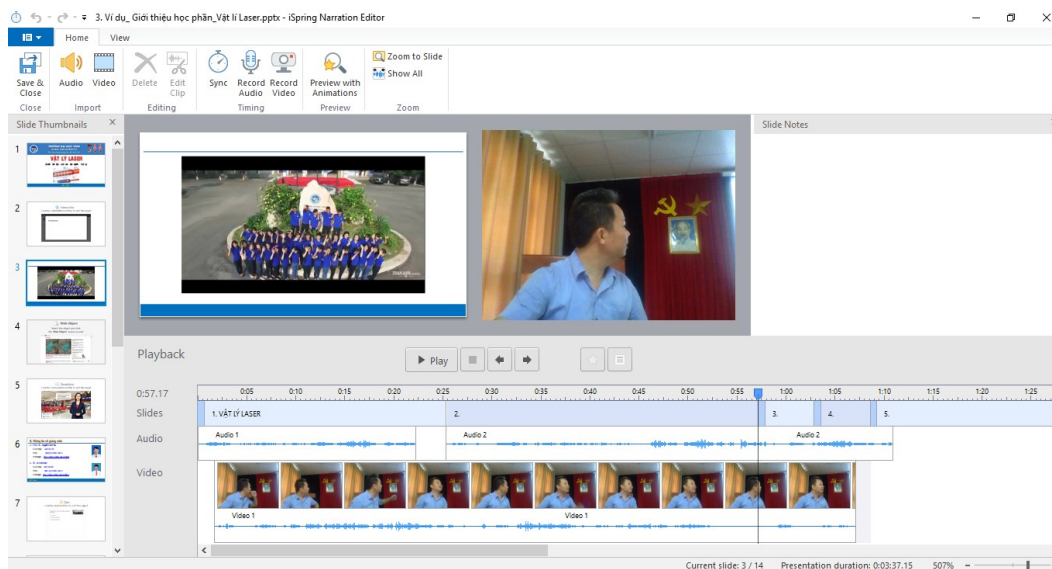 3. Ví dụ_ Giới thiệu học phần_Vật lí Laser.pptx - iSpring Narration Editor
Home View
Save & Close
Audio
Video
Delete
Edit Clip
Sync
Record Audio
Record Video
Preview with Animations
Zoom to Slide
Show All
Close Import Editing Timing Preview Zoom
Slide Thumbnails
Slide Notes
1
VẬT LÝ LASER
2
3
4
Web Object
5
6
7
Playback
Play
0:57.17
0:05 0:10 0:15 0:20 0:25 0:30 0:35 0:40 0:45 0:50 0:55 1:00 1:05 1:10 1:15 1:20 1:25
Slides
1. VẬT LÝ LASER 2. 3. 4. 5.
Audio
Audio 1 Audio 2 Audio 2
Video
Video 1 Video 1
Current slide: 3 / 14 Presentation duration: 0:03:37.15 507%